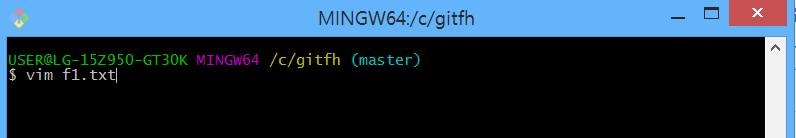 MINGW64:/c/gitfh
USER@LG-15Z950-GT30K MINGW64 /c/gitfh (master)
$ vim f1.txt